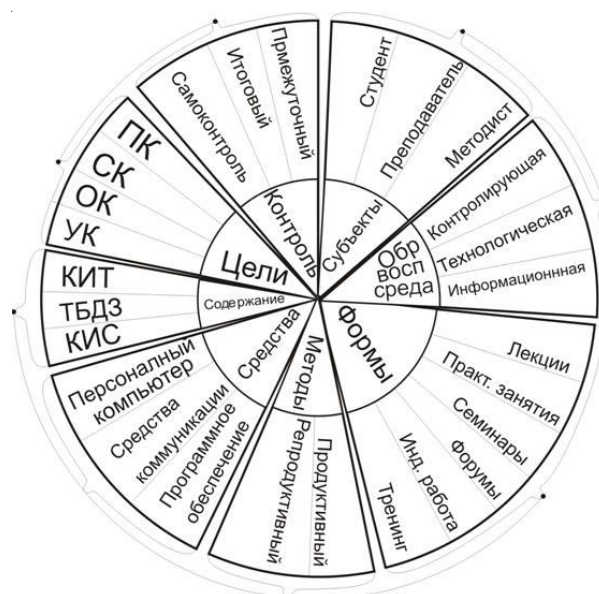 Контроль
Самоконтроль
Итоговый
Прмежуточный
Субъекты
Студент
Преподаватель
Методист
Обр
восп
среда
Контролирующая
Технологическая
Информационнная
Формы
Лекции
Практ. занятия
Семинары
Форумы
Инд. работа
Тренинг
Методы
Продуктивный
Репродуктивный
Средства
Персоналный
компьютер
Средства
коммуникации
Программное
обеспечение
Содержание
КИТ
ТБДЗ
КИС
Цели
ПК
СК
ОК
УК